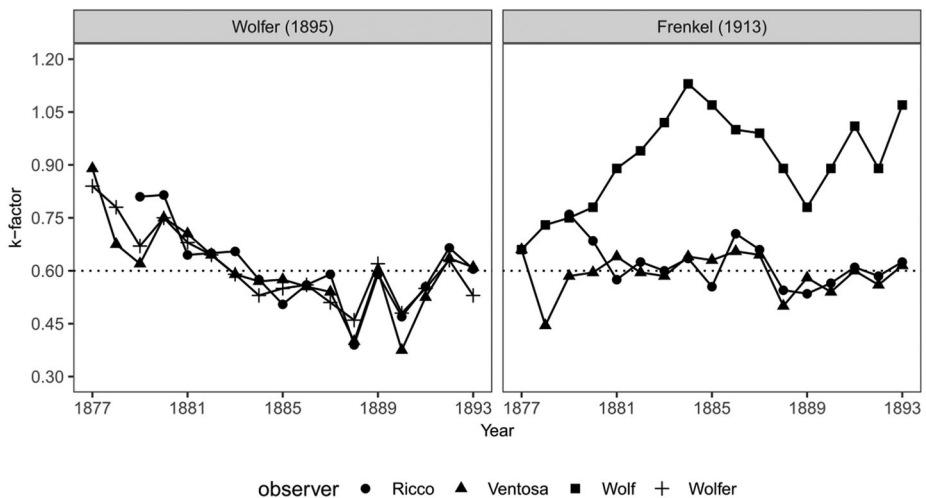 Wolfer (1895) Frenkel (1913)
k−factor
1.20
1.05
0.90
0.75
0.60
0.45
0.30
1877 1881 1885 1889 1893 1877 1881 1885 1889 1893
Year
observer Ricco Ventosa Wolf Wolfer